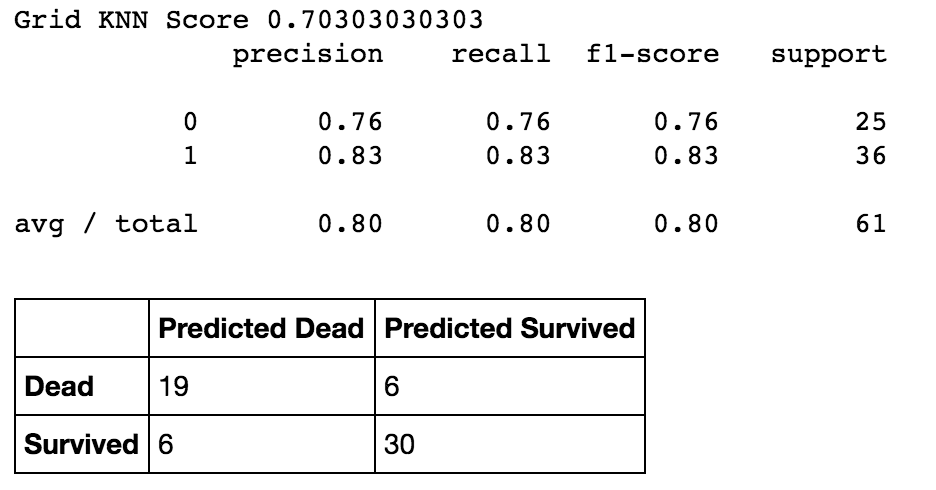 Grid KNN Score 0.70303030303
precision recall f1-score support
0 0.76 0.76 0.76 25
1 0.83 0.83 0.83 36
avg / total 0.80 0.80 0.80 61
Predicted Dead Predicted Survived
Dead 19 6
Survived 6 30